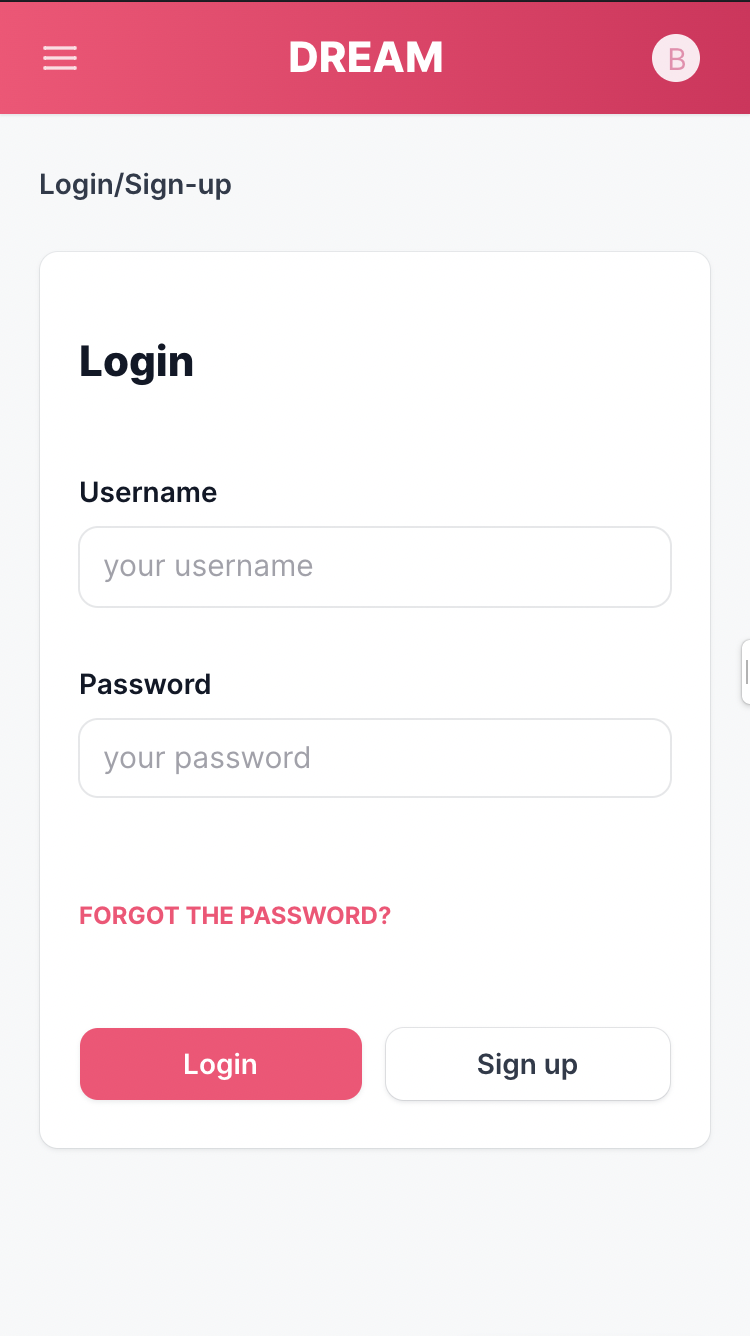 DREAM
B
Login/Sign-up
Login
Username
your username
Password
your password
FORGOT THE PASSWORD?
Login
Sign up